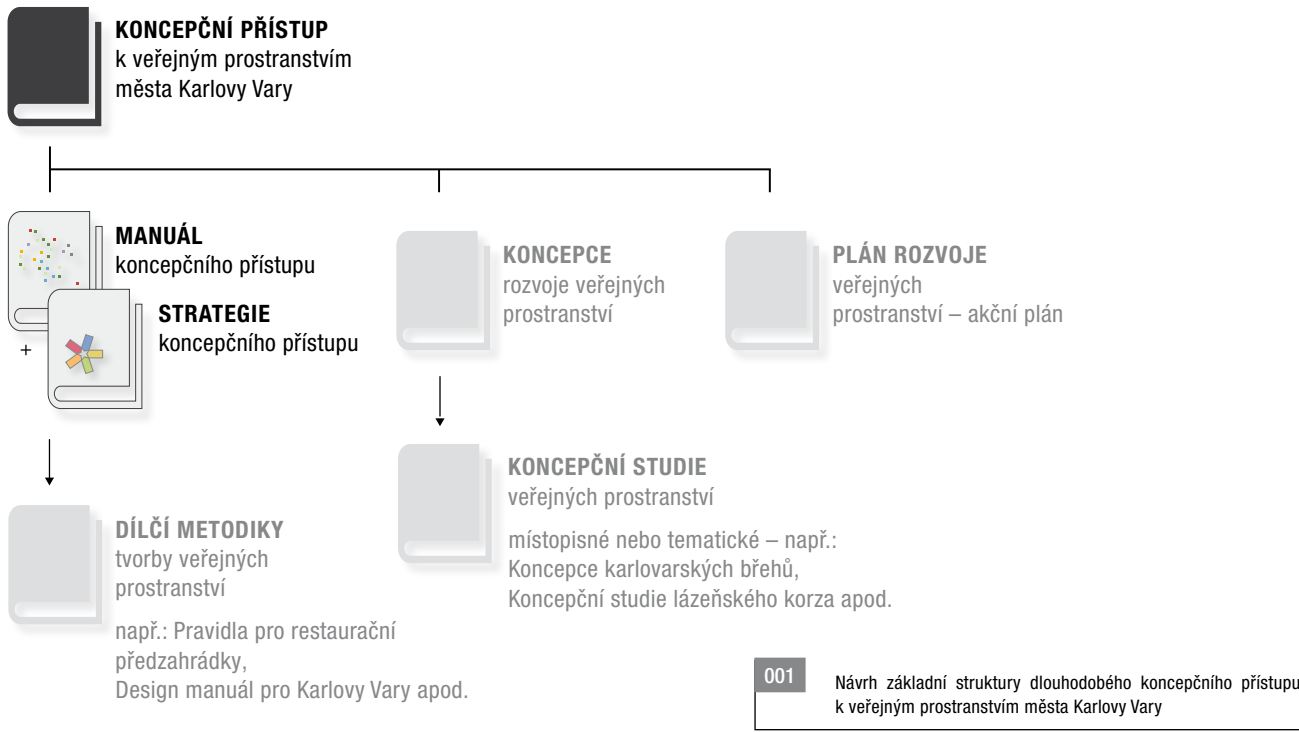 KONCEPČNÍ PŘÍSTUP
k veřejným prostranstvím
města Karlovy Vary
MANUÁL
koncepčního přístupu
+
STRATEGIE
koncepčního přístupu
KONCEPCE
rozvoje veřejných
prostranství
PLÁN ROZVOJE
veřejných
prostranství – akční plán
DÍLČÍ METODIKY
tvorby veřejných
prostranství
např.: Pravidla pro restaurační
předzahrádky,
Design manuál pro Karlovy Vary apod.
KONCEPČNÍ STUDIE
veřejných prostranství
místopisné nebo tematické – např.:
Koncepce karlovarských břehů,
Koncepční studie lázeňského korza apod.
001
Návrh základní struktury dlouhodobého koncepčního přístupu
k veřejným prostranstvím města Karlovy Vary